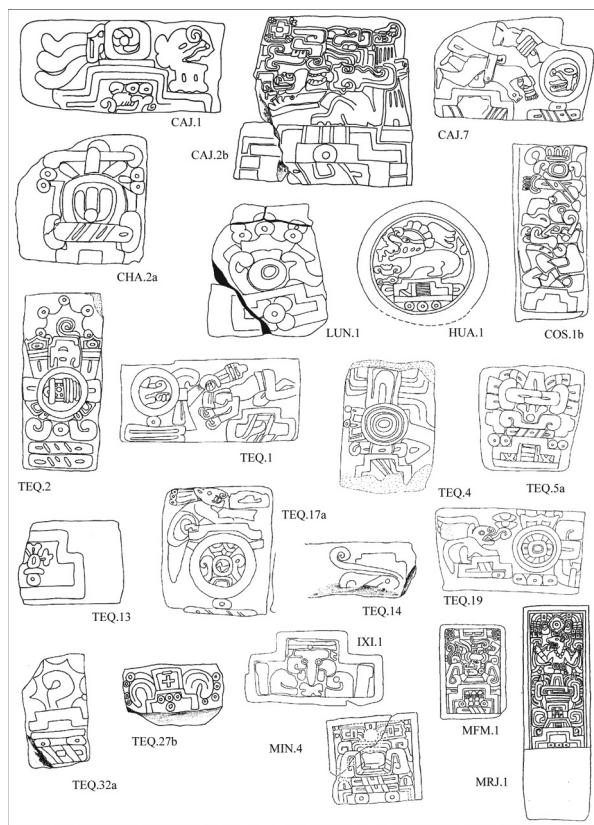 CAJ.1
CAJ.2b
CAJ.7
CHA.2a
LUN.1
HUA.1
COS.1b
TEQ.2
TEQ.1
TEQ.4
TEQ.5a
TEQ.17a
TEQ.13
TEQ.14
TEQ.19
IXI.1
TEQ.27b
MIN.4
MFM.1
TEQ.32a
MRJ.1